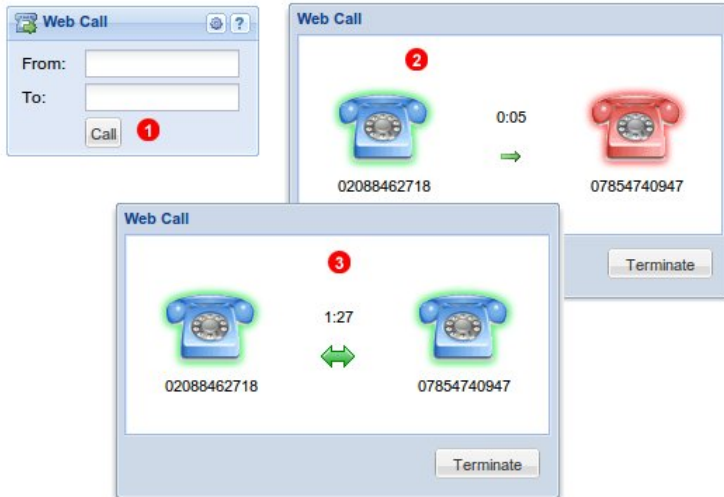 Web Call
?
From:
To:
Call
1
Web Call
2
0:05
02088462718
07854740947
Terminate
Web Call
3
1:27
02088462718
07854740947
Terminate